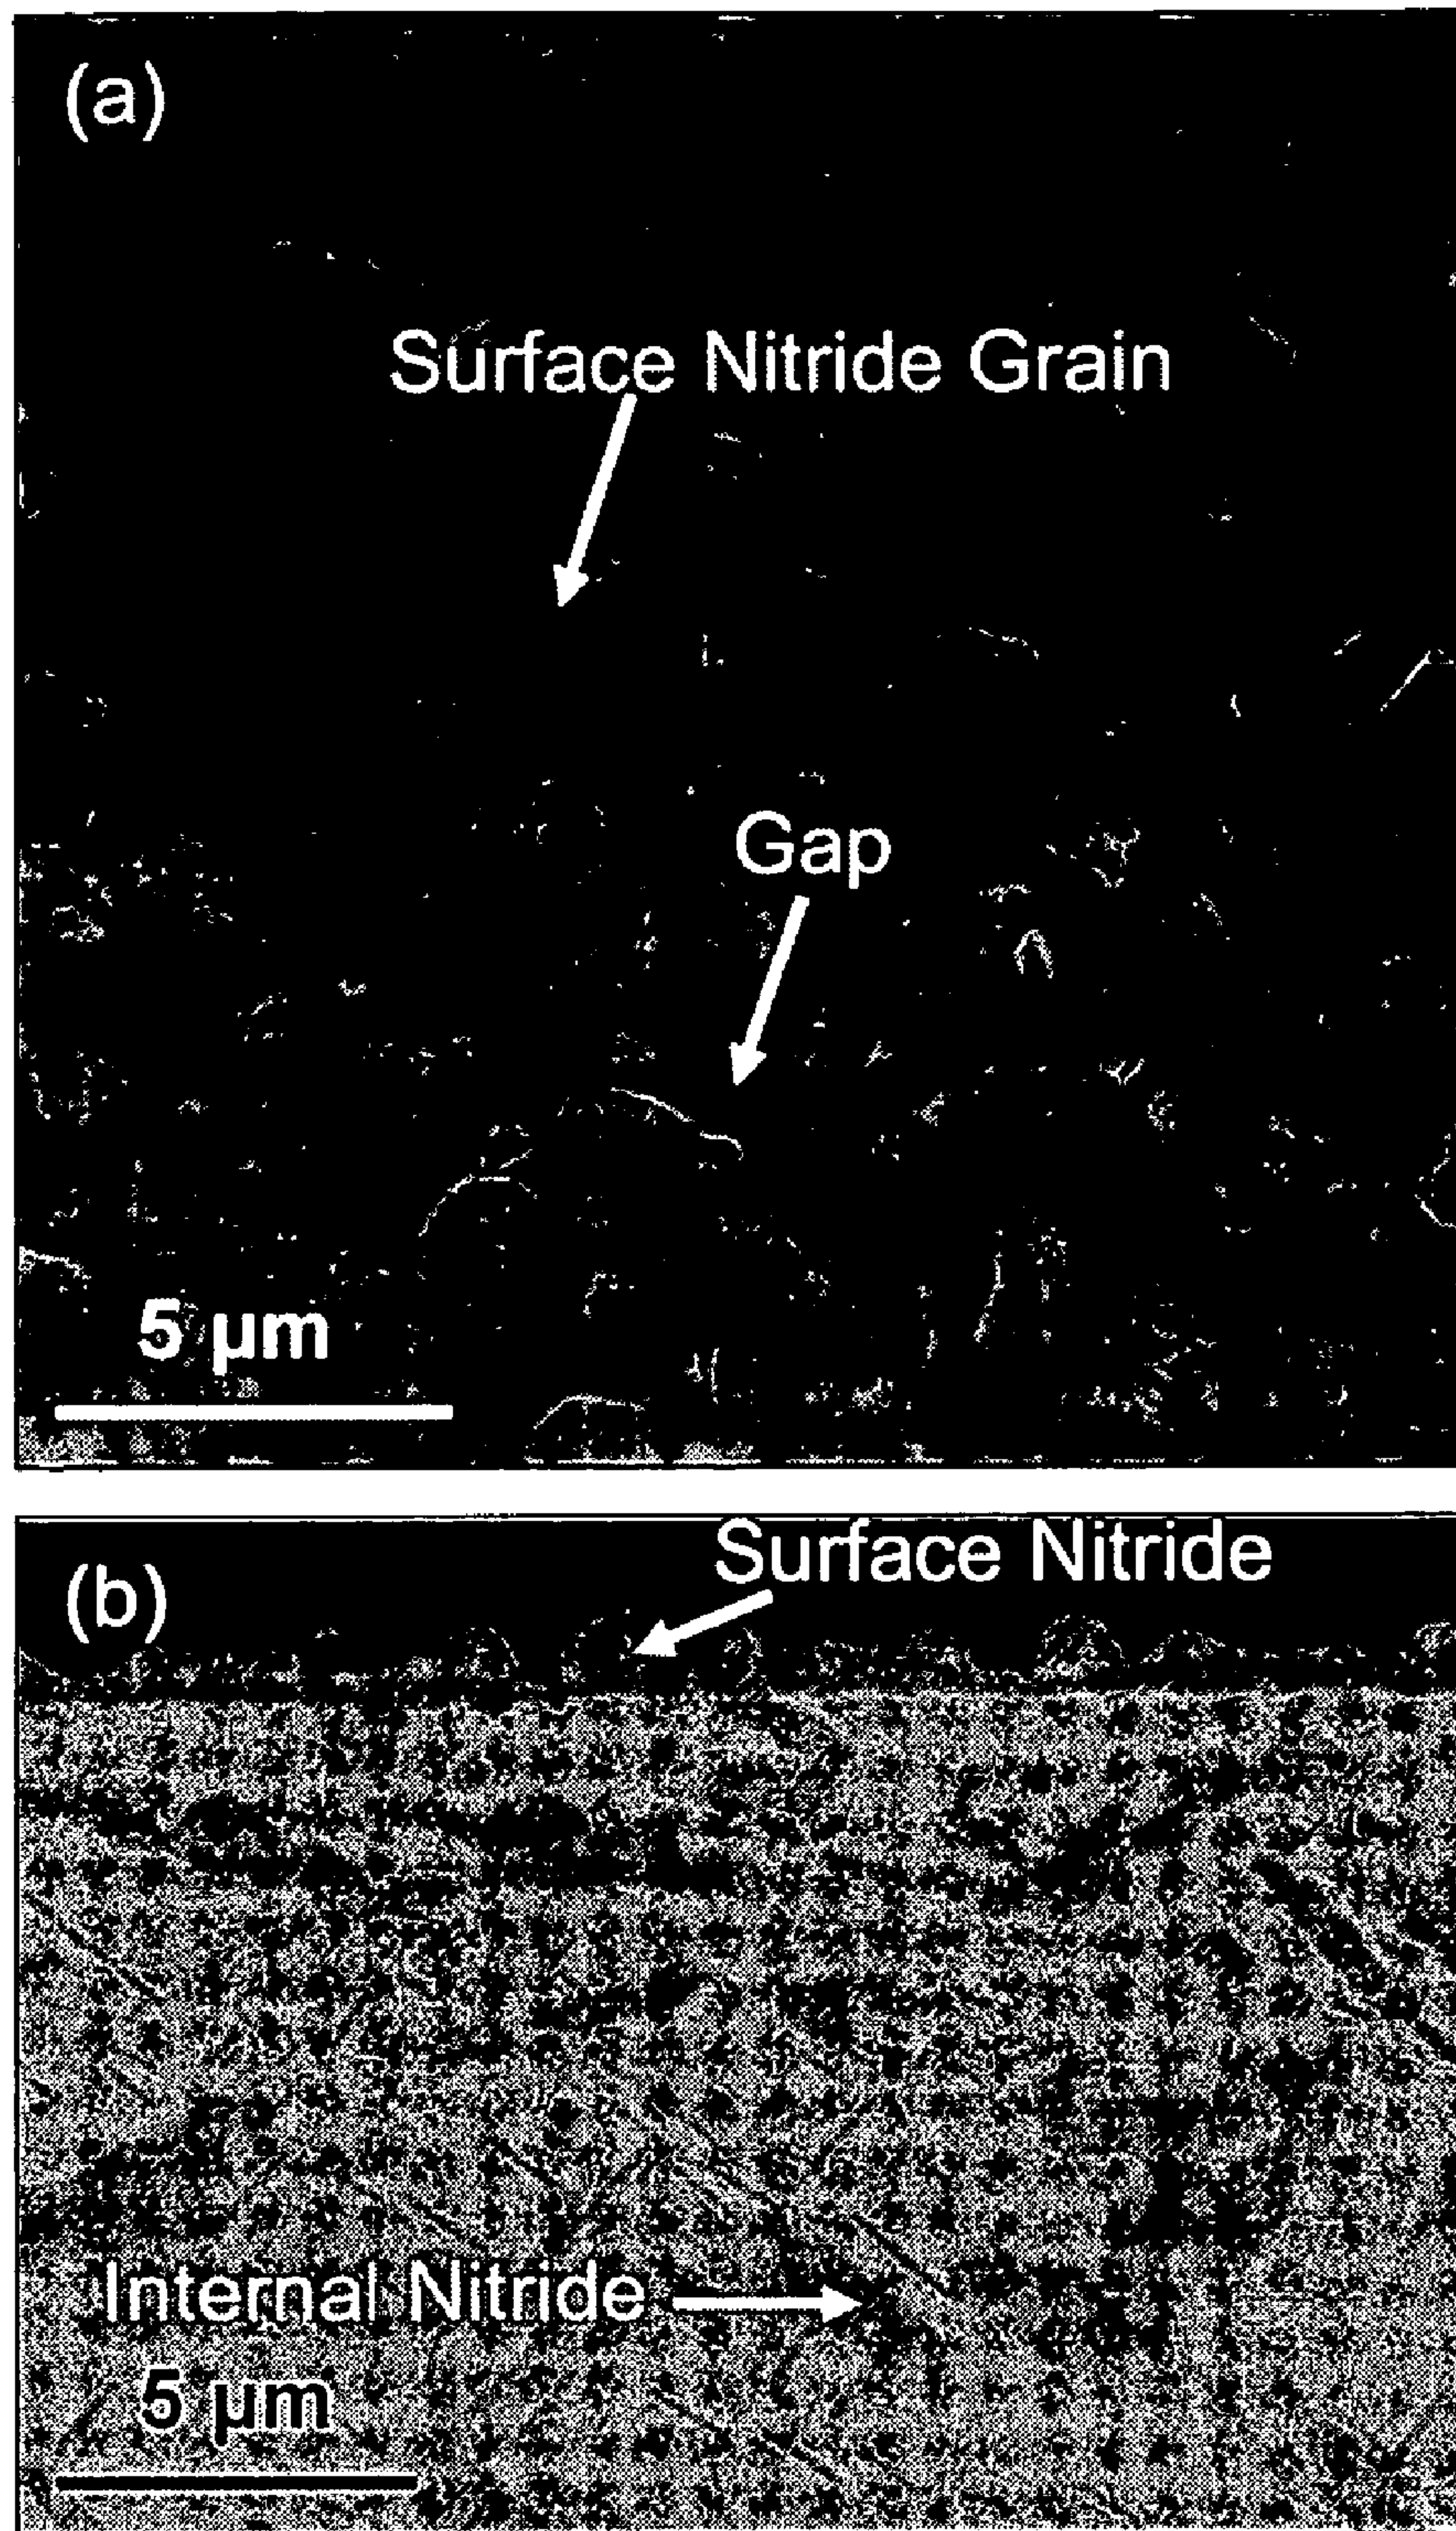 (a)
Surface Nitride Grain
Gap
5 µm
(b)
Surface Nitride
Internal Nitride
5 µm